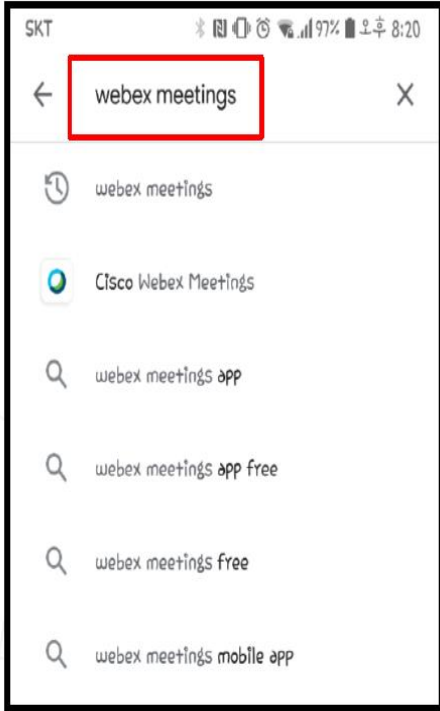 SKT 97% 오후 8:20
webex meetings
webex meetings
Cisco Webex Meetings
webex meetings app
webex meetings app free
webex meetings free
webex meetings mobile app